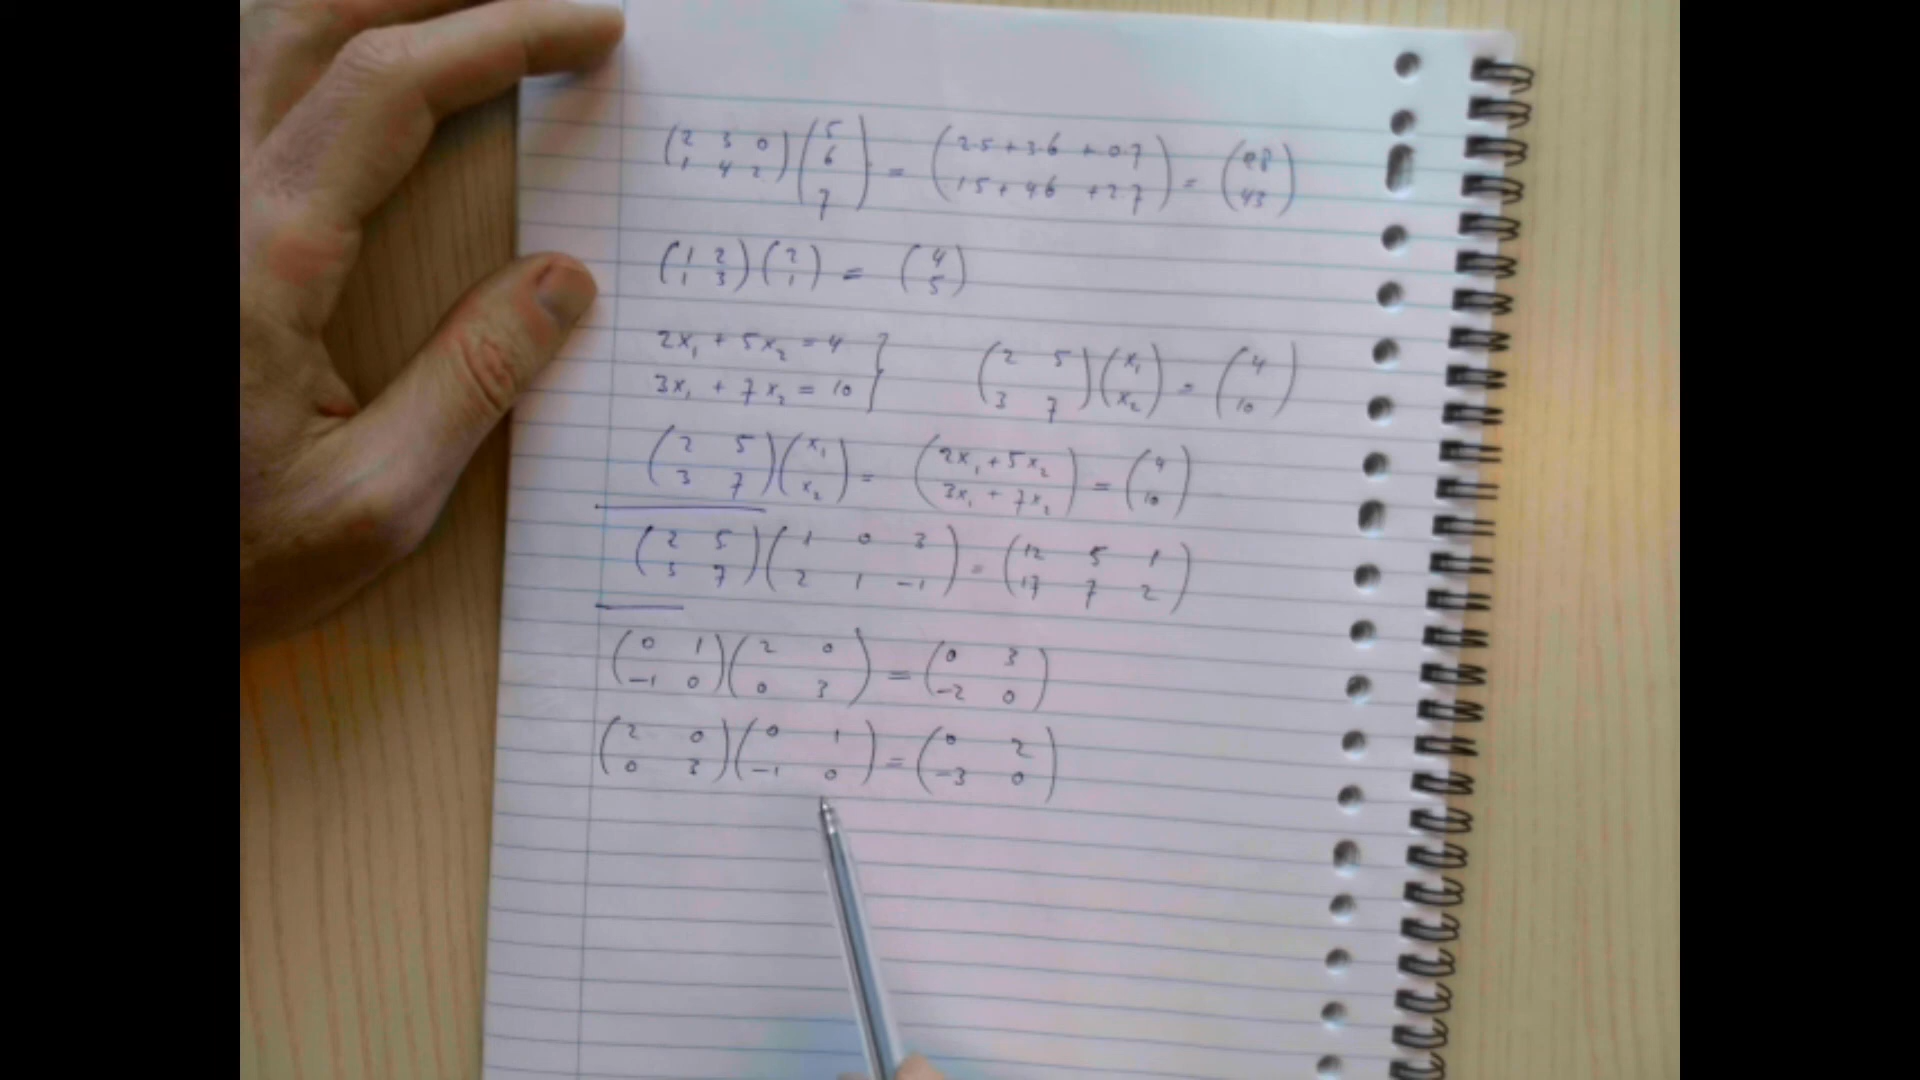 (2 3 0 / 1 4 2)(5 / 6 / 7) = (2·5+3·6+0·7 / 1·5+4·6+2·7) = (28 / 43)
(1 2 / 1 3)(2 / 1) = (4 / 5)
2x₁ + 5x₂ = 4
3x₁ + 7x₂ = 10 } (2 5 / 3 7)(x₁ / x₂) = (4 / 10)
(2 5 / 3 7)(x₁ / x₂) = (2x₁+5x₂ / 3x₁+7x₂) = (4 / 10)
(2 5 / 3 7)(1 0 3 / 2 1 -1) = (12 5 1 / 17 7 2)
(0 1 / -1 0)(2 0 / 0 3) = (0 3 / -2 0)
(2 0 / 0 3)(0 1 / -1 0) = (0 2 / -3 0)